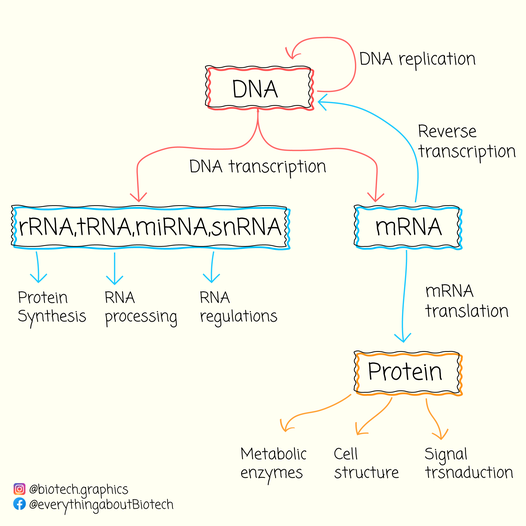 DNA replication
DNA
Reverse
transcription
DNA transcription
rRNA,tRNA,miRNA,snRNA
mRNA
Protein
Synthesis
RNA
processing
RNA
regulations
mRNA
translation
Protein
Metabolic
enzymes
Cell
structure
Signal
trsnaduction
@biotech.graphics
@everythingaboutBiotech